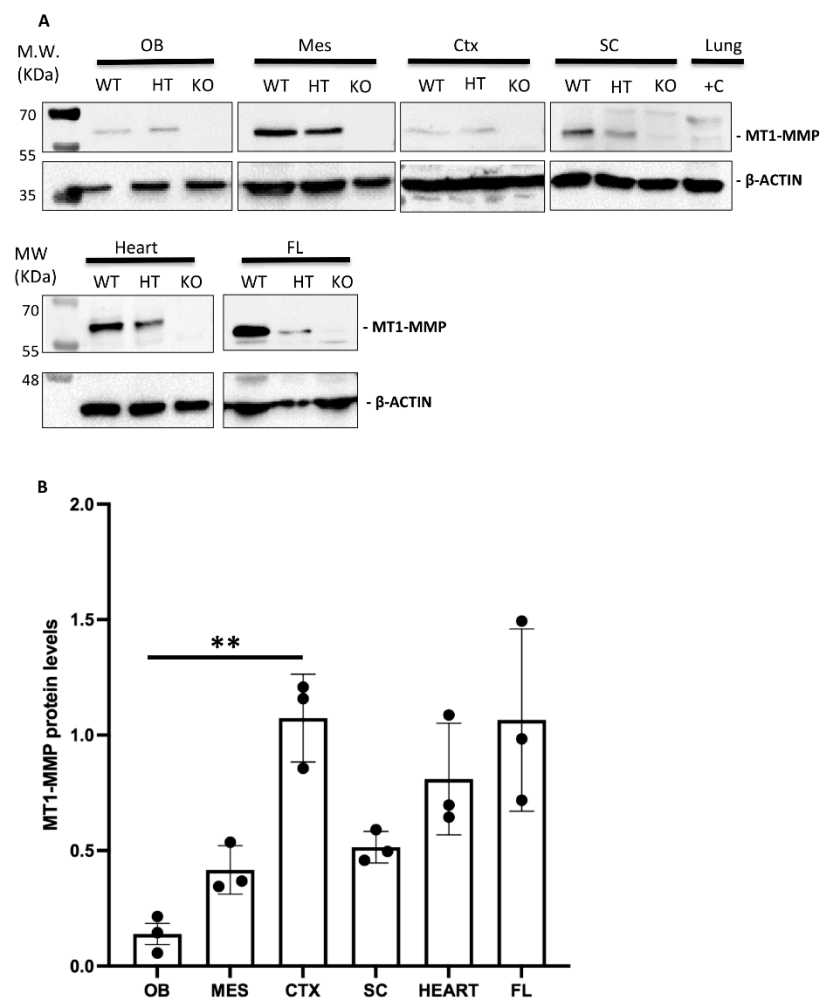 A
M.W.
(KDa)
OB Mes Ctx SC Lung
WT HT KO WT HT KO WT HT KO WT HT KO +C
70
- MT1-MMP
55
- β-ACTIN
35
MW
(KDa)
Heart FL
WT HT KO WT HT KO
70
- MT1-MMP
55
48
- β-ACTIN
B
MT1-MMP protein levels
2.0
1.5
**
1.0
0.5
0.0
OB MES CTX SC HEART FL